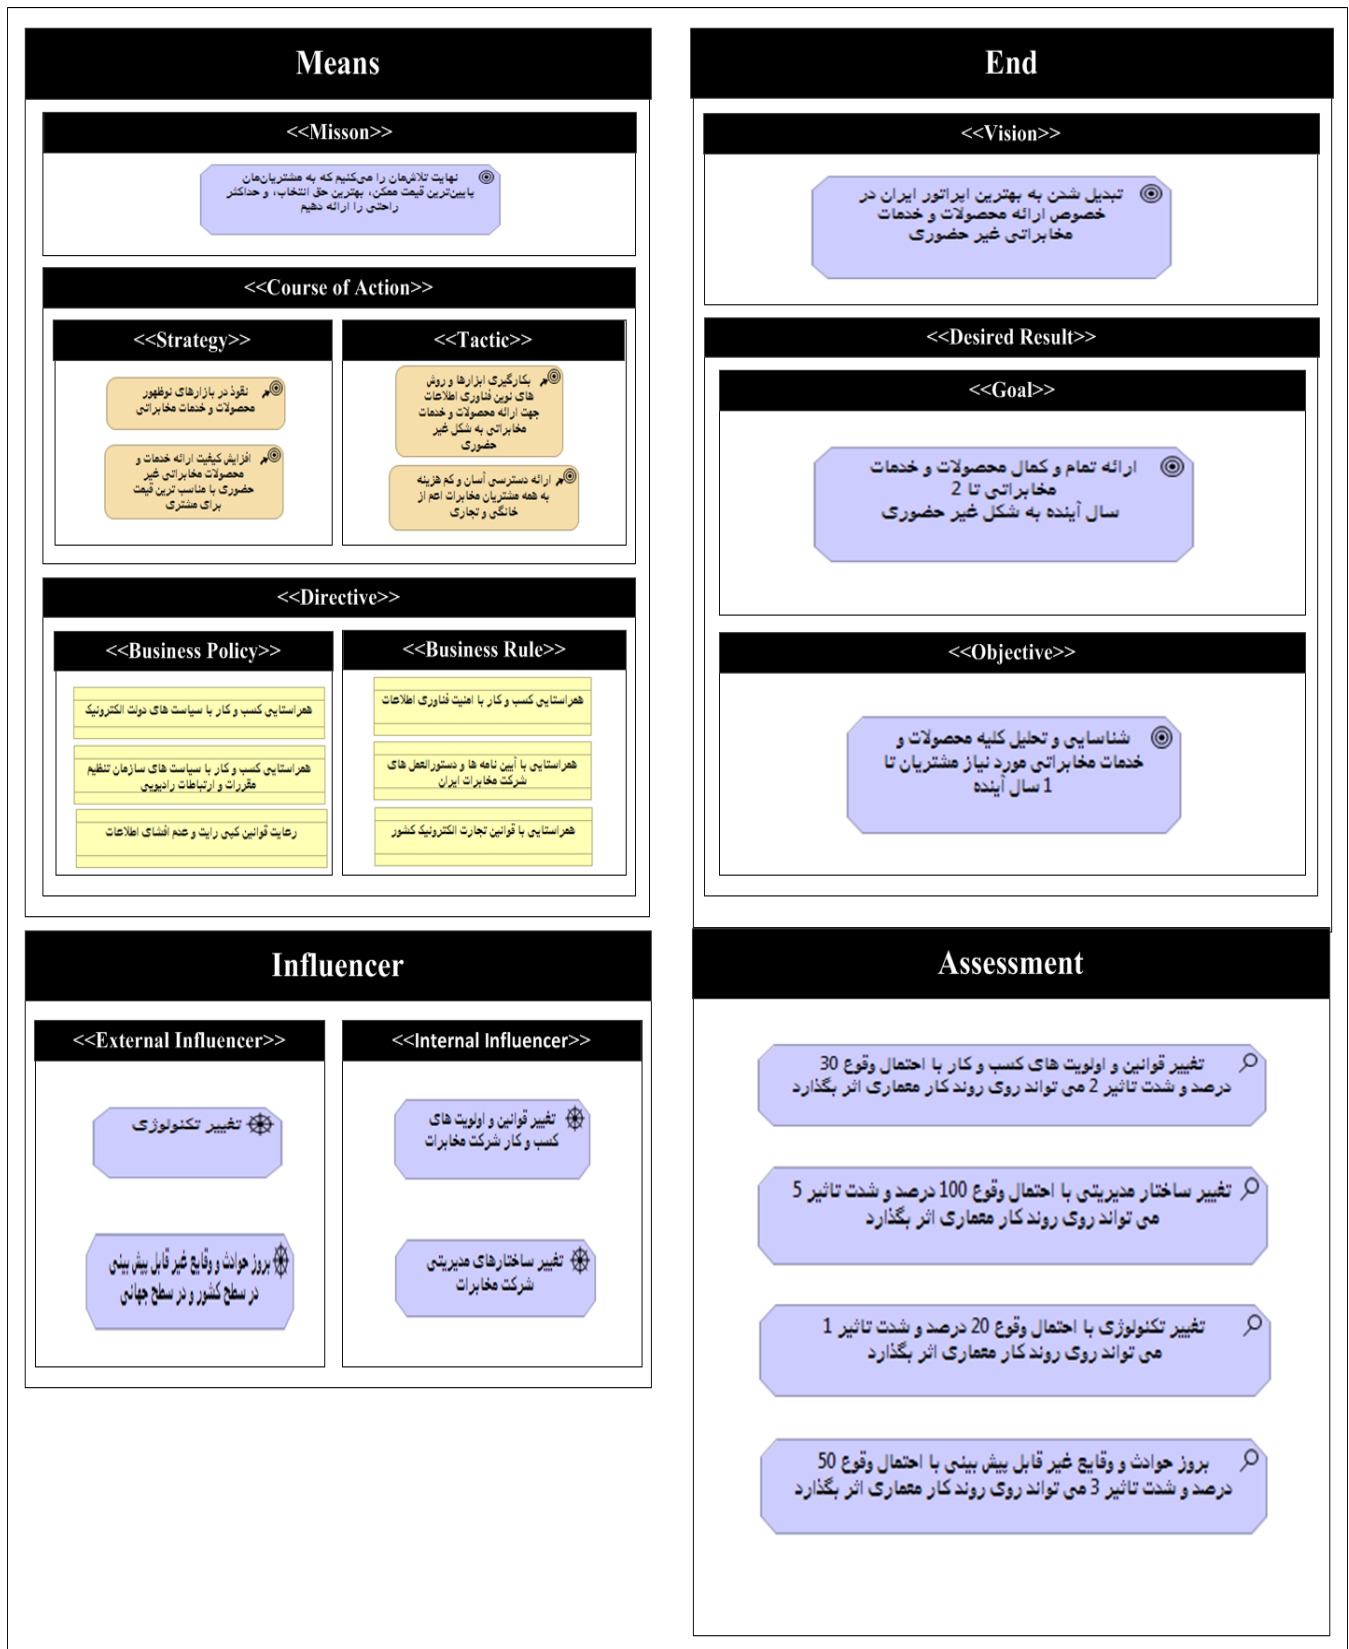 Means
<<Misson>>
نهایت تلاش‌مان را می‌کنیم که به مشتریان‌مان
پایین‌ترین قیمت ممکن، بهترین حق انتخاب، و حداکثر
راحتی را ارائه دهیم
<<Course of Action>>
<<Strategy>>
نفوذ در بازارهای نوظهور
محصولات و خدمات مخابراتی
افزایش کیفیت ارائه خدمات و
محصولات مخابراتی غیر
حضوری با مناسب ترین قیمت
برای مشتری
<<Tactic>>
بکارگیری ابزارها و روش
های نوین فناوری اطلاعات
جهت ارائه محصولات و خدمات
مخابراتی به شکل غیر
حضوری
ارائه دسترسی آسان و کم هزینه
به همه مشتریان مخابرات اعم از
خانگی و تجاری
<<Directive>>
<<Business Policy>>
همراستایی کسب و کار با سیاست های دولت الکترونیک
همراستایی کسب و کار با سیاست های سازمان تنظیم
مقررات و ارتباطات رادیویی
رعایت قوانین کپی رایت و عدم افشای اطلاعات
<<Business Rule>>
همراستایی کسب و کار با امنیت فناوری اطلاعات
همراستایی با آیین نامه ها و دستورالعمل های
شرکت مخابرات ایران
همراستایی با قوانین تجارت الکترونیک کشور
End
<<Vision>>
تبدیل شدن به بهترین اپراتور ایران در
خصوص ارائه محصولات و خدمات
مخابراتی غیر حضوری
<<Desired Result>>
<<Goal>>
ارائه تمام و کمال محصولات و خدمات
مخابراتی تا 2
سال آینده به شکل غیر حضوری
<<Objective>>
شناسایی و تحلیل کلیه محصولات و
خدمات مخابراتی مورد نیاز مشتریان تا
1 سال آینده
Influencer
<<External Influencer>>
تغییر تکنولوژی
بروز حوادث و وقایع غیر قابل پیش بینی
در سطح کشور و در سطح جهانی
<<Internal Influencer>>
تغییر قوانین و اولویت های
کسب و کار شرکت مخابرات
تغییر ساختارهای مدیریتی
شرکت مخابرات
Assessment
تغییر قوانین و اولویت های کسب و کار با احتمال وقوع 30
درصد و شدت تاثیر 2 می تواند روی روند کار معماری اثر بگذارد
تغییر ساختار مدیریتی با احتمال وقوع 100 درصد و شدت تاثیر 5
می تواند روی روند کار معماری اثر بگذارد
تغییر تکنولوژی با احتمال وقوع 20 درصد و شدت تاثیر 1
می تواند روی روند کار معماری اثر بگذارد
بروز حوادث و وقایع غیر قابل پیش بینی با احتمال وقوع 50
درصد و شدت تاثیر 3 می تواند روی روند کار معماری اثر بگذارد